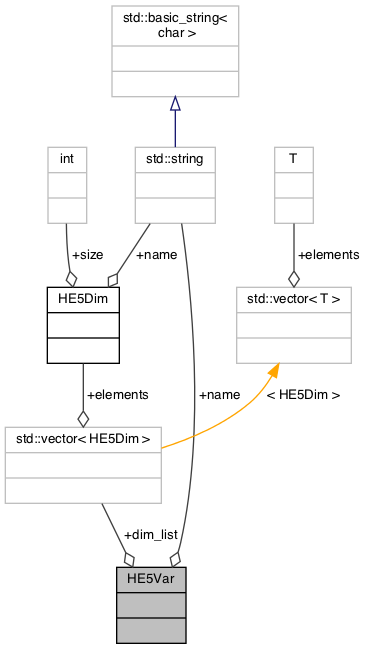 std::basic_string<
char >
int
std::string
T
+size
+name
+elements
HE5Dim
std::vector< T >
+elements
+name
< HE5Dim >
std::vector< HE5Dim >
+dim_list
HE5Var